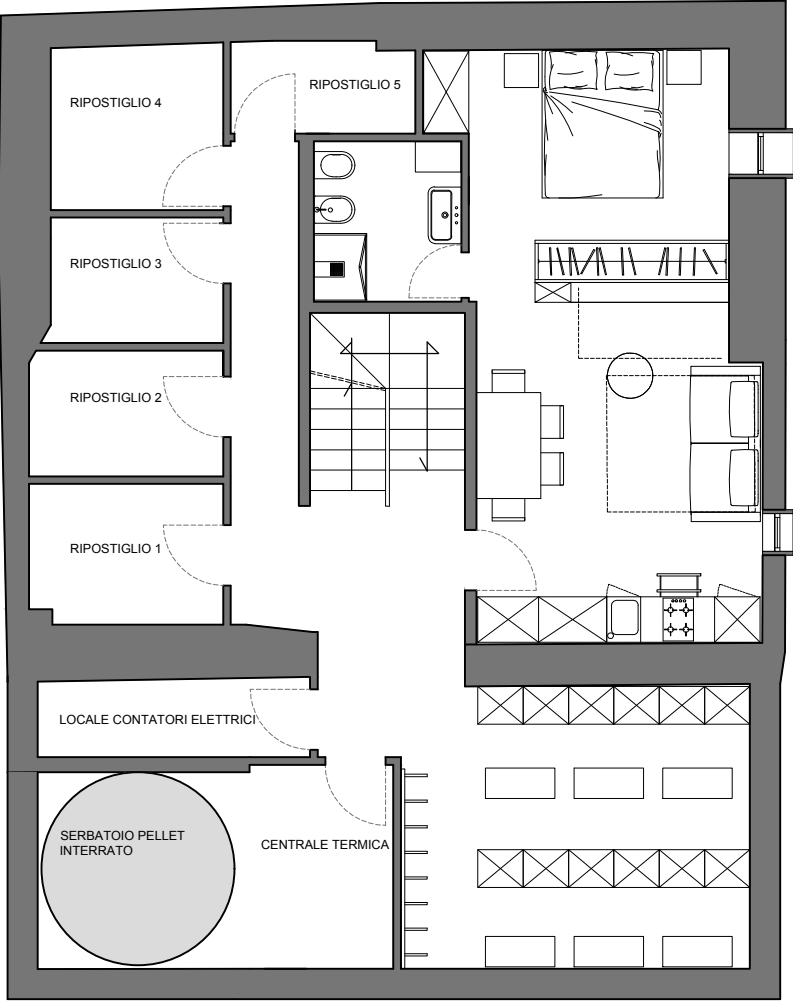 RIPOSTIGLIO 4
RIPOSTIGLIO 5
RIPOSTIGLIO 3
RIPOSTIGLIO 2
RIPOSTIGLIO 1
LOCALE CONTATORI ELETTRICI
SERBATOIO PELLET
INTERRATO
CENTRALE TERMICA